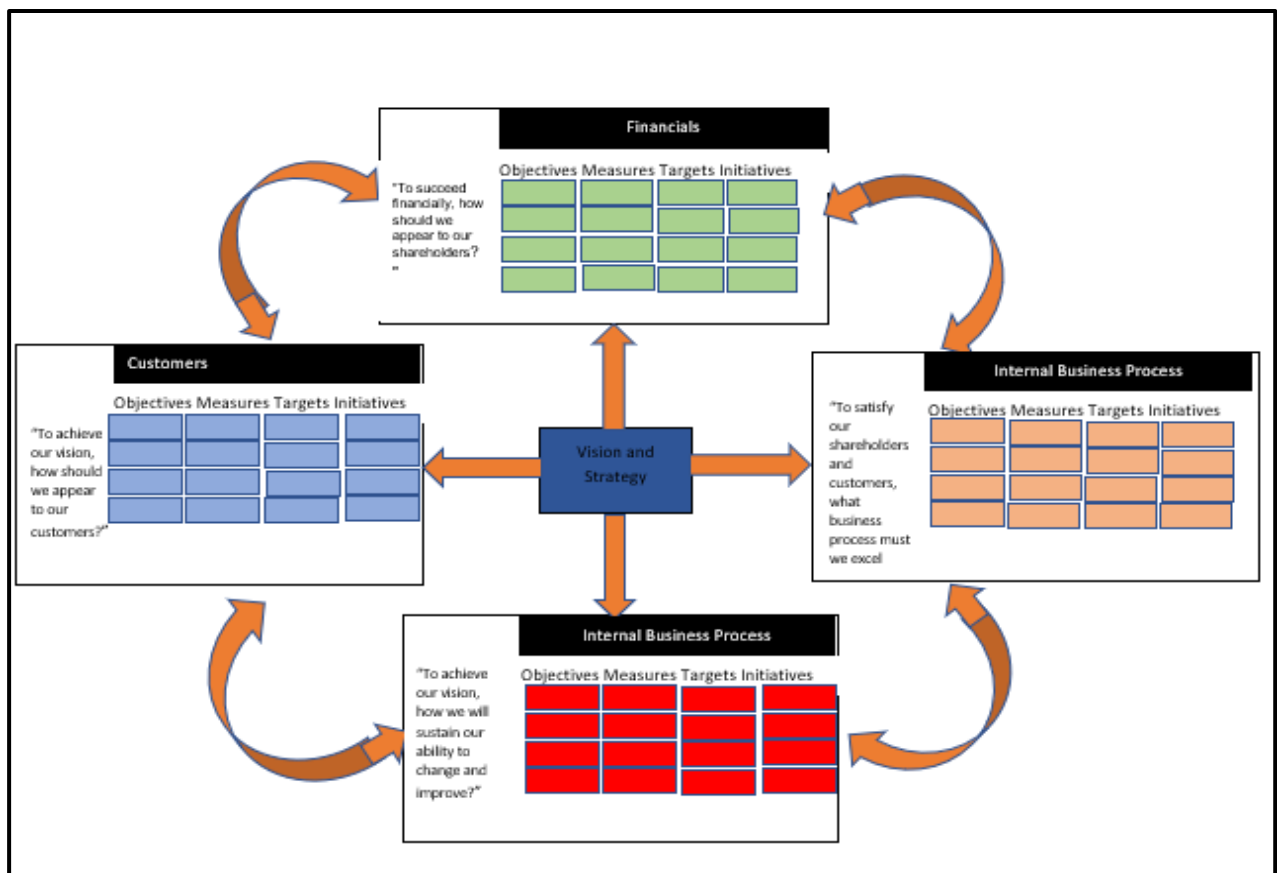 Financials
Objectives Measures Targets Initiatives
"To succeed
financially, how
should we
appear to our
shareholders?
"
Customers
Objectives Measures Targets Initiatives
"To achieve
our vision,
how should
we appear
to our
customers?"
Vision and
Strategy
Internal Business Process
Objectives Measures Targets Initiatives
"To satisfy
our
shareholders
and
customers,
what
business
process must
we excel
Internal Business Process
Objectives Measures Targets Initiatives
"To achieve
our vision,
how we will
sustain our
ability to
change and
improve?"